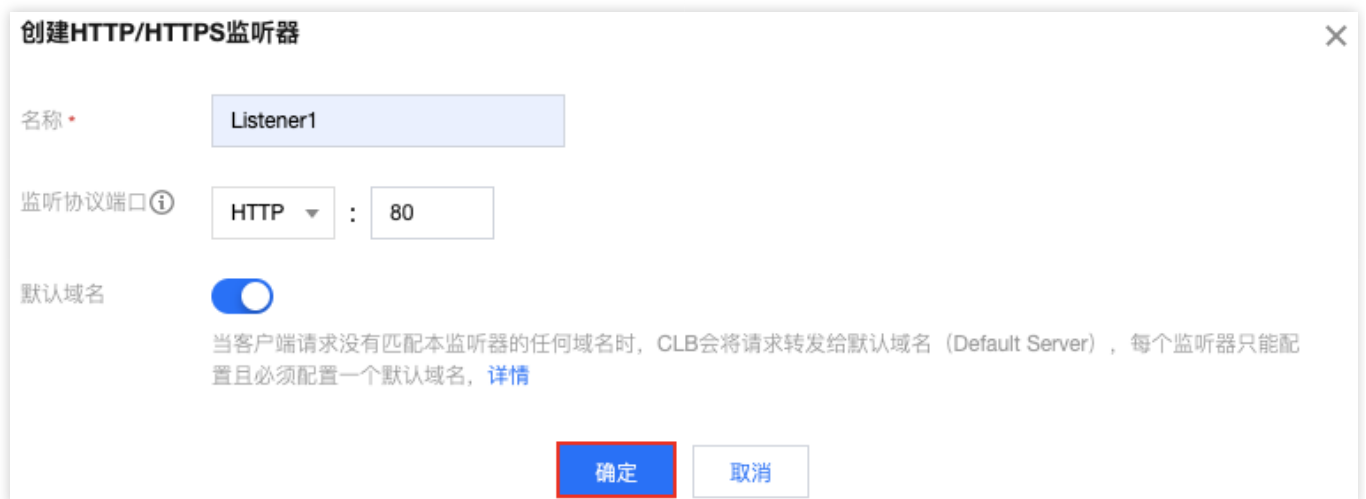 创建HTTP/HTTPS监听器
名称
Listener1
监听协议端口
HTTP : 80
默认域名
当客户端请求没有匹配本监听器的任何域名时，CLB会将请求转发给默认域名（Default Server），每个监听器只能配
置且必须配置一个默认域名，详情
确定 取消